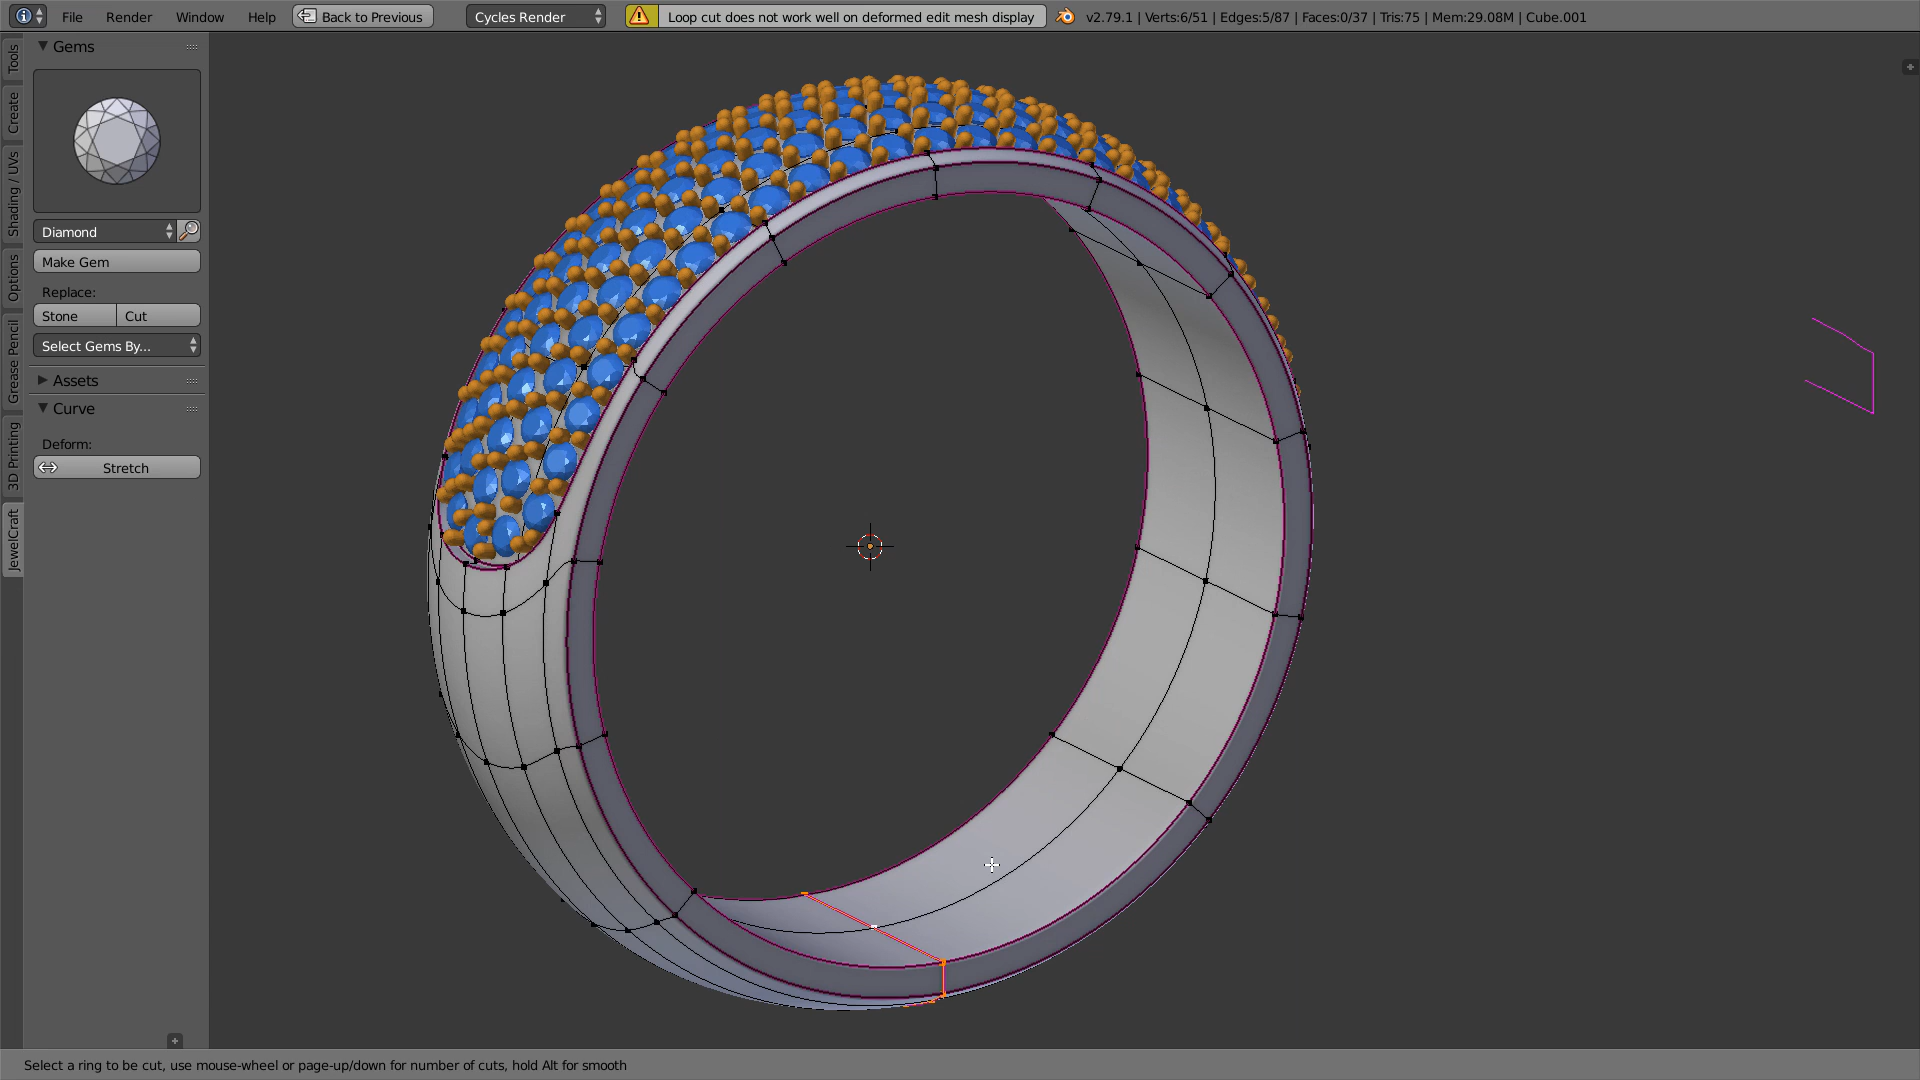 File Render Window Help Back to Previous Cycles Render Loop cut does not work well on deformed edit mesh display v2.79.1 | Verts:6/51 | Edges:5/87 | Faces:0/37 | Tris:75 | Mem:29.08M | Cube.001
Tools
Create
Shading / UVs
Options
Grease Pencil
3D Printing
JewelCraft
Gems
Diamond
Make Gem
Replace:
Stone Cut
Select Gems By...
Assets
Curve
Deform:
Stretch
Select a ring to be cut, use mouse-wheel or page-up/down for number of cuts, hold Alt for smooth